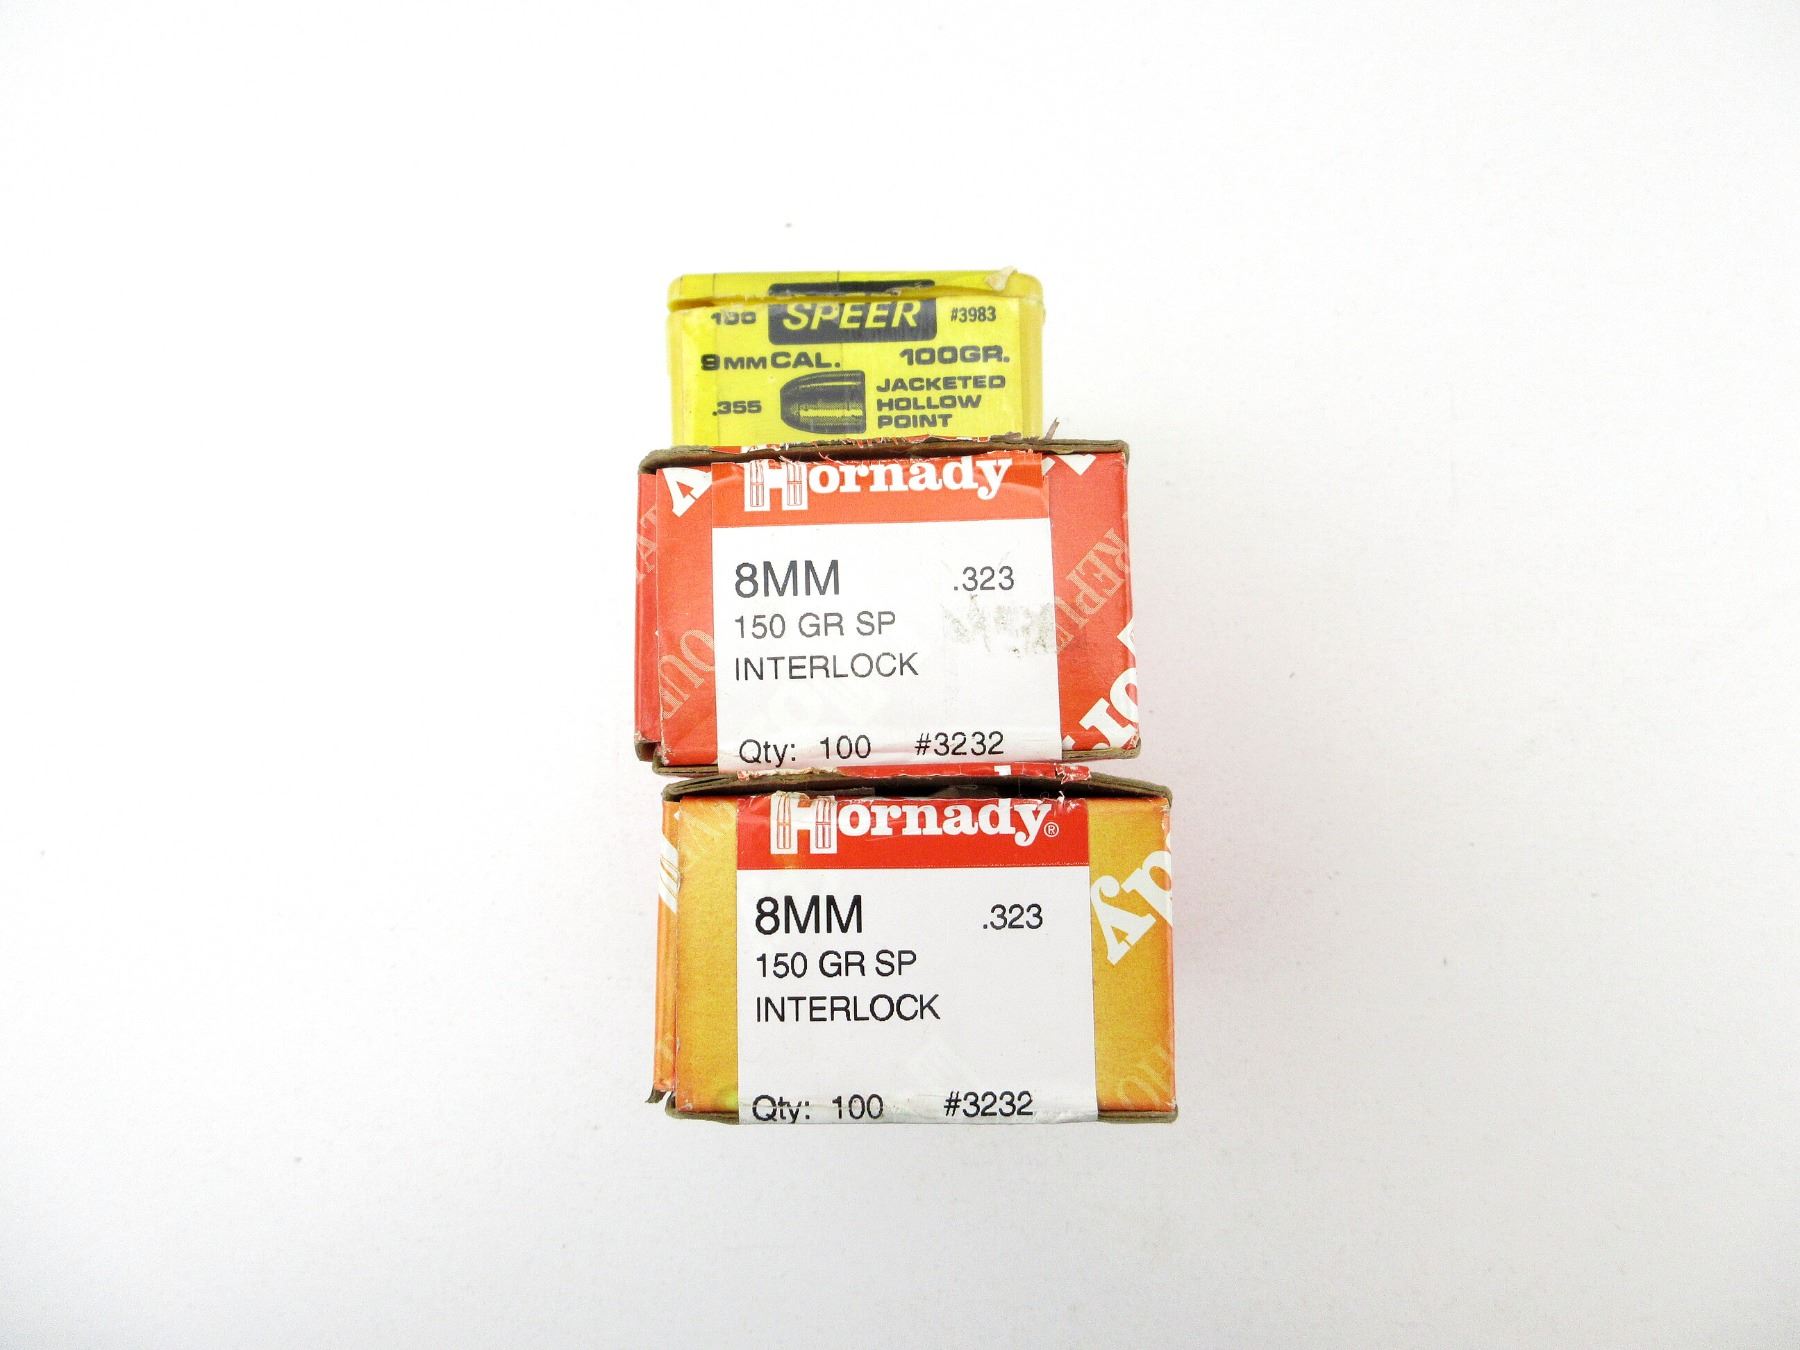 SPEER
100 #3983
9MM CAL. 100GR.
.355 JACKETED
HOLLOW
POINT
Hornady
8MM .323
150 GR SP
INTERLOCK
Qty: 100 #3232
Hornady®
8MM .323
150 GR SP
INTERLOCK
Qty: 100 #3232